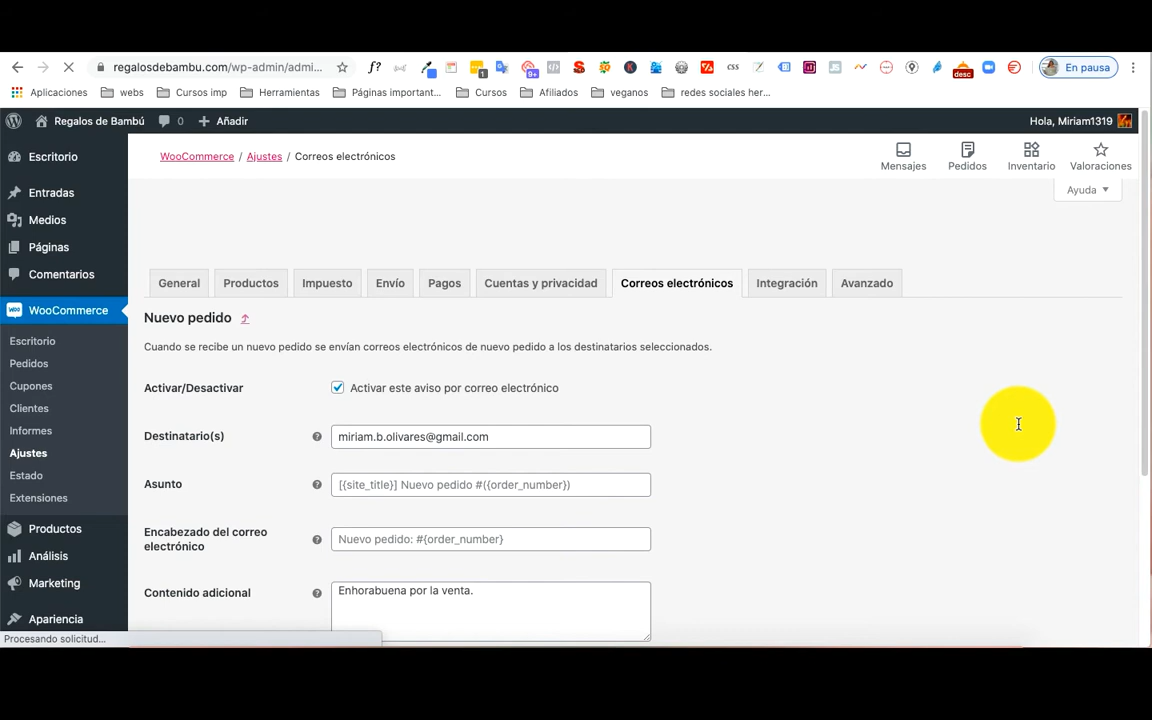 regalosdebambu.com/wp-admin/admi...
f?
1
9+
S
K
CSS
JS
desc
En pausa
Aplicaciones
webs
Cursos imp
Herramientas
Páginas important...
Cursos
Afiliados
veganos
redes sociales her...
Regalos de Bambú
0
Añadir
Hola, Miriam1319
Escritorio
Entradas
Medios
Páginas
Comentarios
WooCommerce
Escritorio
Pedidos
Cupones
Clientes
Informes
Ajustes
Estado
Extensiones
Productos
Análisis
Marketing
Apariencia
Procesando solicitud...
WooCommerce / Ajustes / Correos electrónicos
Mensajes
Pedidos
Inventario
Valoraciones
Ayuda
General
Productos
Impuesto
Envío
Pagos
Cuentas y privacidad
Correos electrónicos
Integración
Avanzado
Nuevo pedido
Cuando se recibe un nuevo pedido se envían correos electrónicos de nuevo pedido a los destinatarios seleccionados.
Activar/Desactivar
Activar este aviso por correo electrónico
Destinatario(s)
miriam.b.olivares@gmail.com
Asunto
[{site_title}] Nuevo pedido #({order_number})
Encabezado del correo
electrónico
Nuevo pedido: #{order_number}
Contenido adicional
Enhorabuena por la venta.